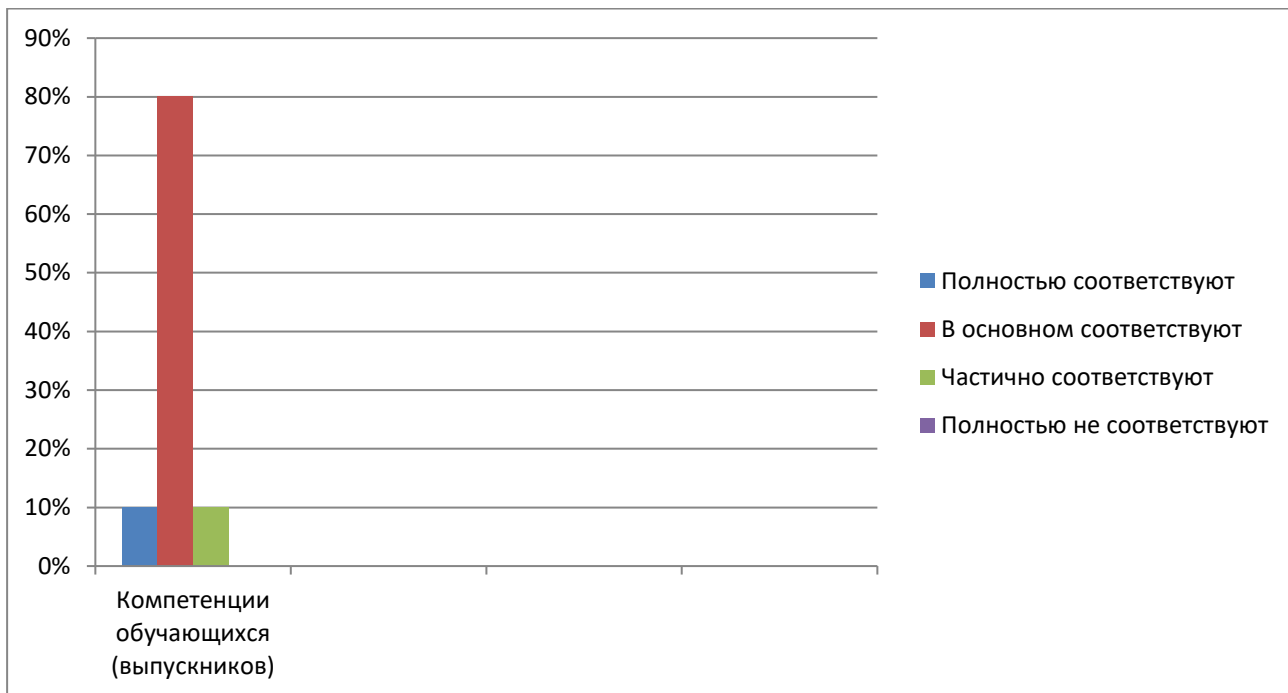 90%
80%
70%
60%
50%
40%
30%
20%
10%
0%
Компетенции
обучающихся
(выпускников)
Полностью соответствуют
В основном соответствуют
Частично соответствуют
Полностью не соответствуют